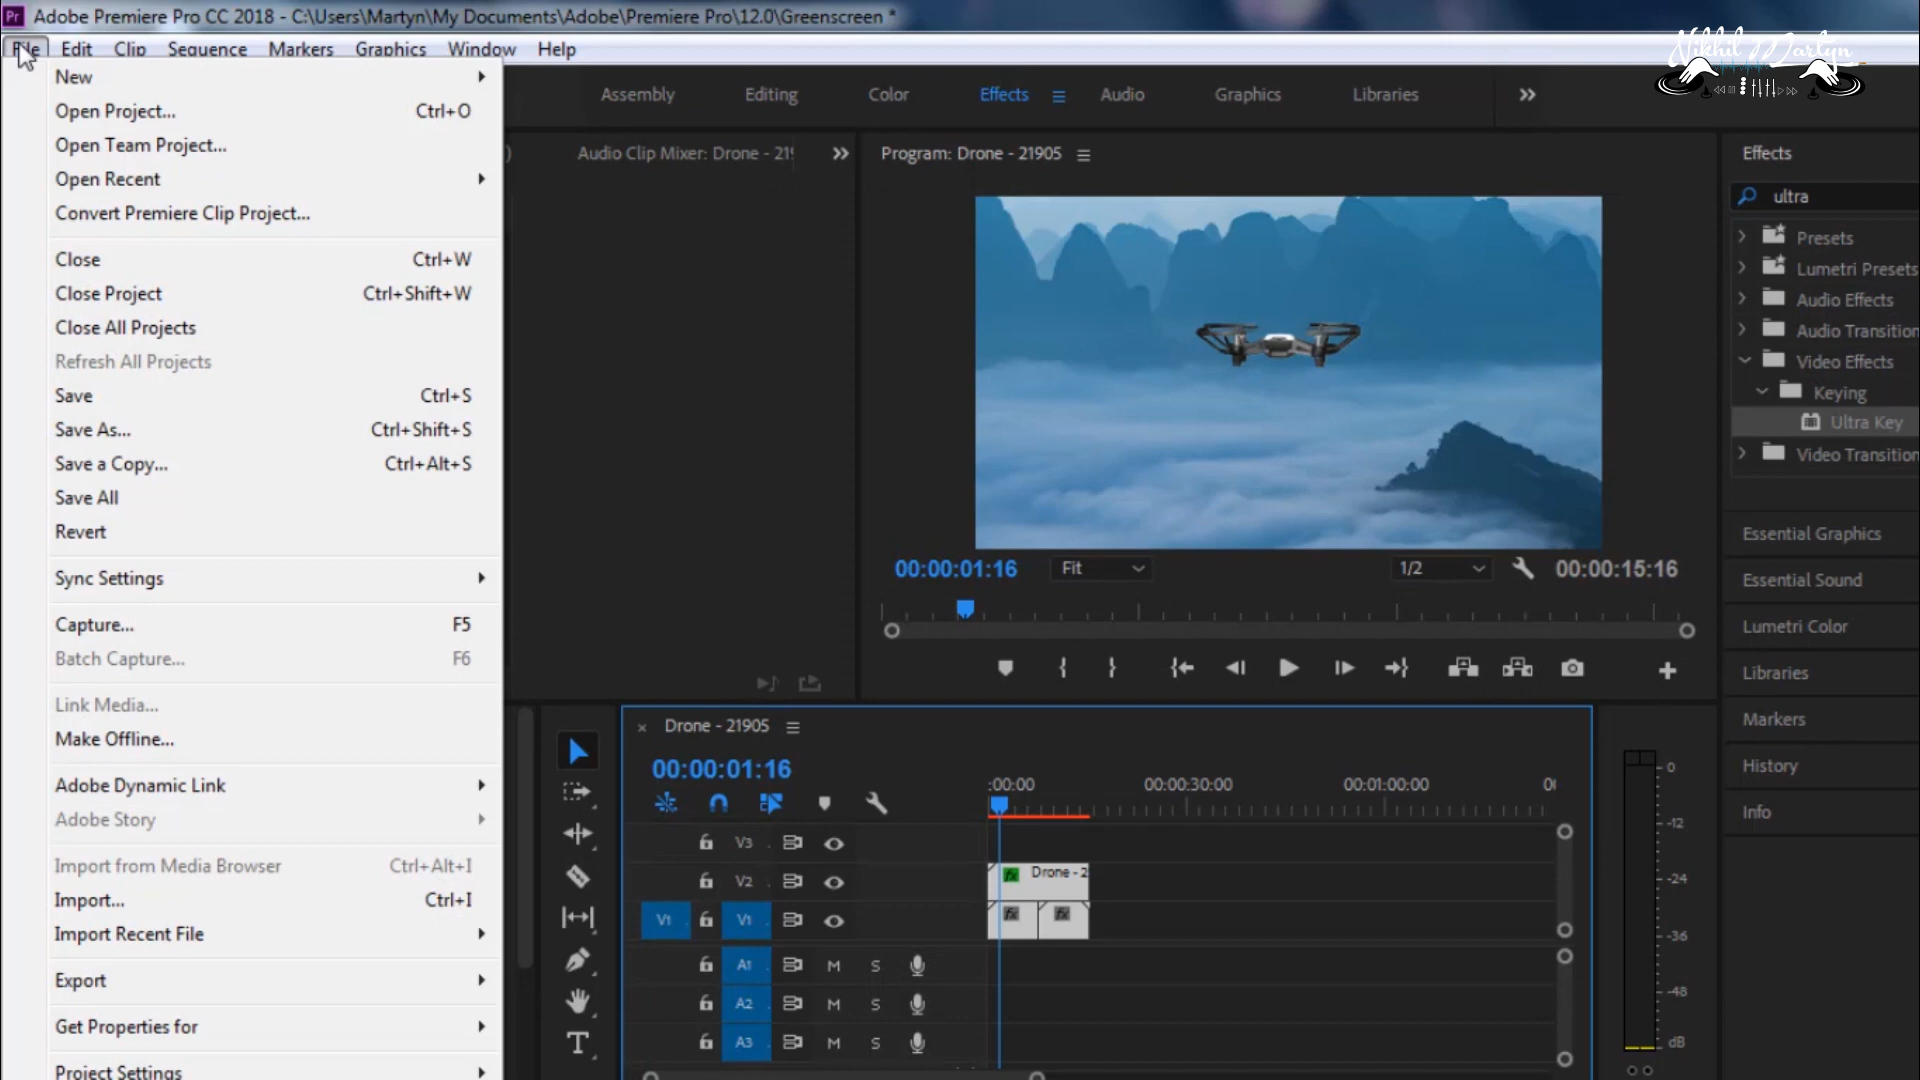 Adobe Premiere Pro CC 2018 - C:\Users\Martyn\My Documents\Adobe\Premiere Pro\12.0\Greenscreen *
File Edit Clip Sequence Markers Graphics Window Help
Nikhil Martyn
New
Open Project... Ctrl+O
Open Team Project...
Open Recent
Convert Premiere Clip Project...
Close Ctrl+W
Close Project Ctrl+Shift+W
Close All Projects
Refresh All Projects
Save Ctrl+S
Save As... Ctrl+Shift+S
Save a Copy... Ctrl+Alt+S
Save All
Revert
Sync Settings
Capture... F5
Batch Capture... F6
Link Media...
Make Offline...
Adobe Dynamic Link
Adobe Story
Import from Media Browser Ctrl+Alt+I
Import... Ctrl+I
Import Recent File
Export
Get Properties for
Project Settings
Assembly Editing Color Effects Audio Graphics Libraries
Audio Clip Mixer: Drone - 219
Program: Drone - 21905
00:00:01:16 Fit 1/2 00:00:15:16
Effects
ultra
Presets
Lumetri Presets
Audio Effects
Audio Transition
Video Effects
Keying
Ultra Key
Video Transition
Essential Graphics
Essential Sound
Lumetri Color
Libraries
Markers
History
Info
Drone - 21905
00:00:01:16
:00:00 00:00:30:00 00:01:00:00 00
V3
V2 fx Drone - 2
V1 V1 fx fx
A1 M S
A2 M S
A3 M S
0
-12
-24
-36
-48
dB